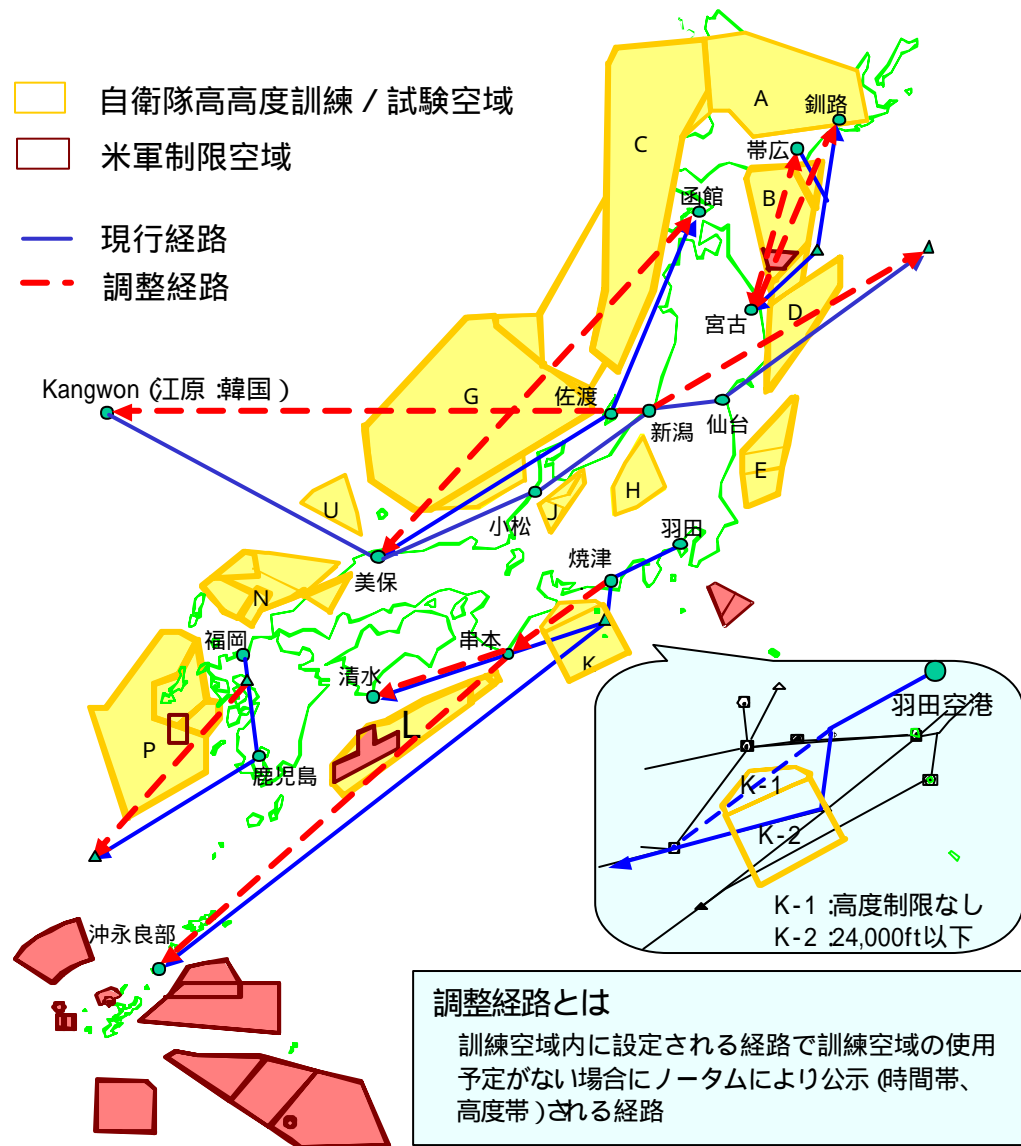 自衛隊高高度訓練 / 試験空域
米軍制限空域
現行経路
調整経路
A
釧路
帯広
C
B
函館
D
宮古
Kangwon (江原 :韓国 )
G
佐渡
新潟
仙台
E
H
U
J
小松
羽田
美保
焼津
N
福岡
串本
K
清水
L
P
鹿児島
羽田空港
K-1
K-2
K-1 :高度制限なし
K-2 :24,000ft以下
沖永良部
調整経路とは
訓練空域内に設定される経路で訓練空域の使用
予定がない場合にノータムにより公示 (時間帯、
高度帯 )される経路